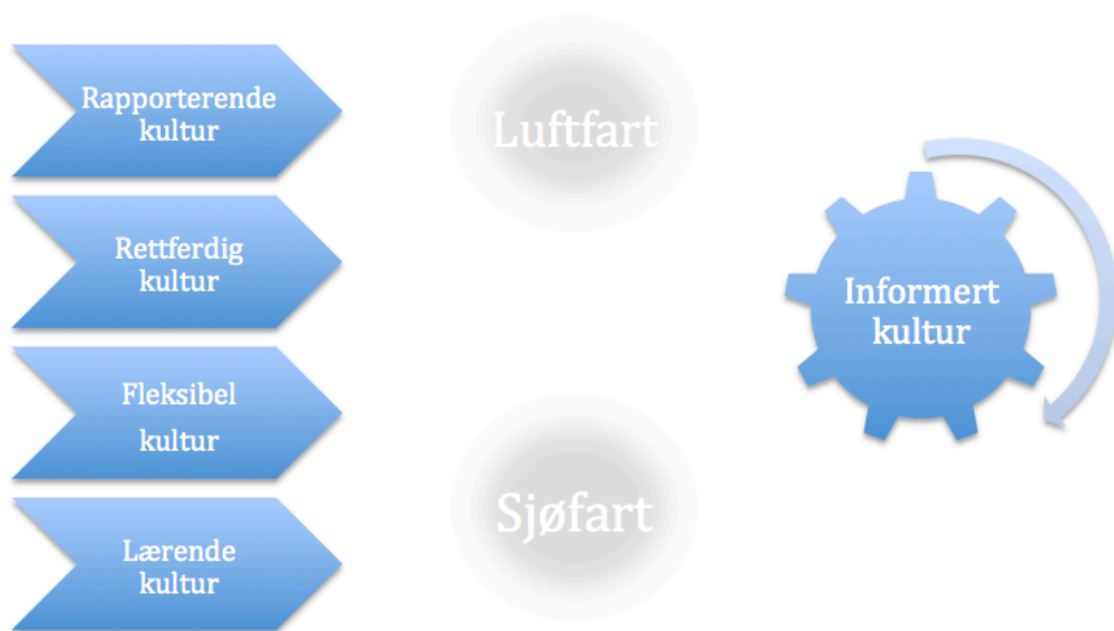 Rapporterende
kultur
Rettferdig
kultur
Fleksibel
kultur
Lærende
kultur
Luftfart
Sjøfart
Informert
kultur